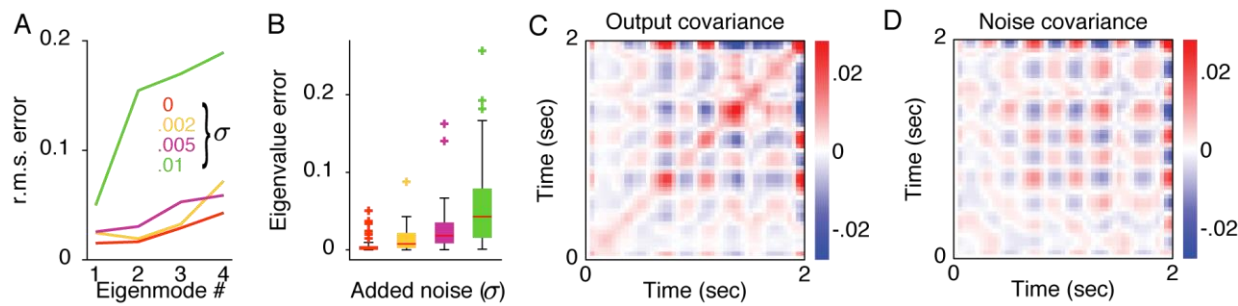 A
0.2
0.1
0
r.m.s. error
0
.002
.005
.01
} σ
1 2 3 4
Eigenmode #
B
0.2
0.1
0
Eigenvalue error
Added noise (σ)
C
Output covariance
2
0
Time (sec)
0 2
Time (sec)
.02
0
-.02
D
Noise covariance
2
0
Time (sec)
0 2
Time (sec)
.02
0
-.02